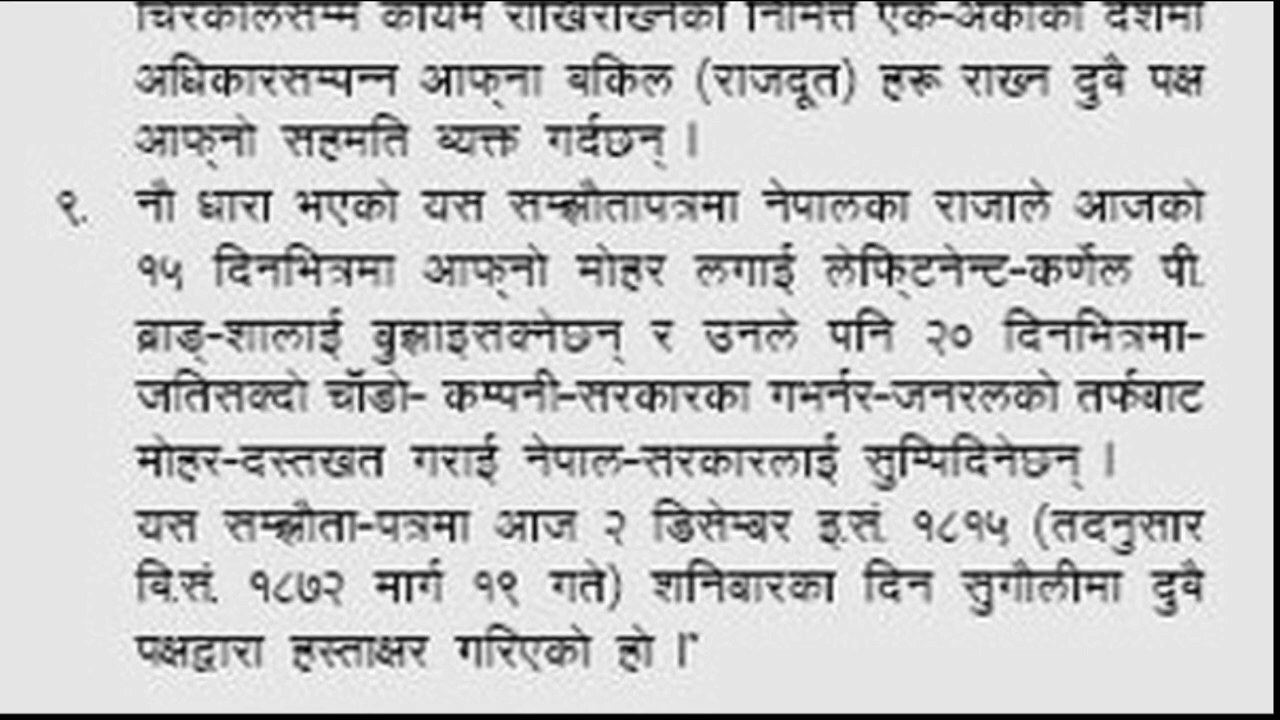 चिरकालसम्म कायम राखिराख्नका निमित्त एक-अर्काको देशमा
अधिकारसम्पन्न आफ्ना बकिल (राजदूत) हरू राख्न दुबै पक्ष
आफ्नो सहमति ब्यक्त गर्दछन् ।
९. नौ धारा भएको यस सम्झौतापत्रमा नेपालका राजाले आजको
१५ दिनभित्रमा आफ्नो मोहर लगाई लेफ्टिनेन्ट-कर्णेल पी.
ब्राड्-शालाई बुझाइसक्नेछन् र उनले पनि २० दिनभित्रमा-
जतिसक्दो चाँडो- कम्पनी-सरकारका गभर्नर-जनरलको तर्फबाट
मोहर-दस्तखत गराई नेपाल-सरकारलाई सुम्पिदिनेछन् ।
यस सम्झौता-पत्रमा आज २ डिसेम्बर इ.सं. १८१५ (तदनुसार
बि.सं. १८७२ मार्ग १९ गते) शनिबारका दिन सुगौलीमा दुबै
पक्षद्वारा हस्ताक्षर गरिएको हो ।"